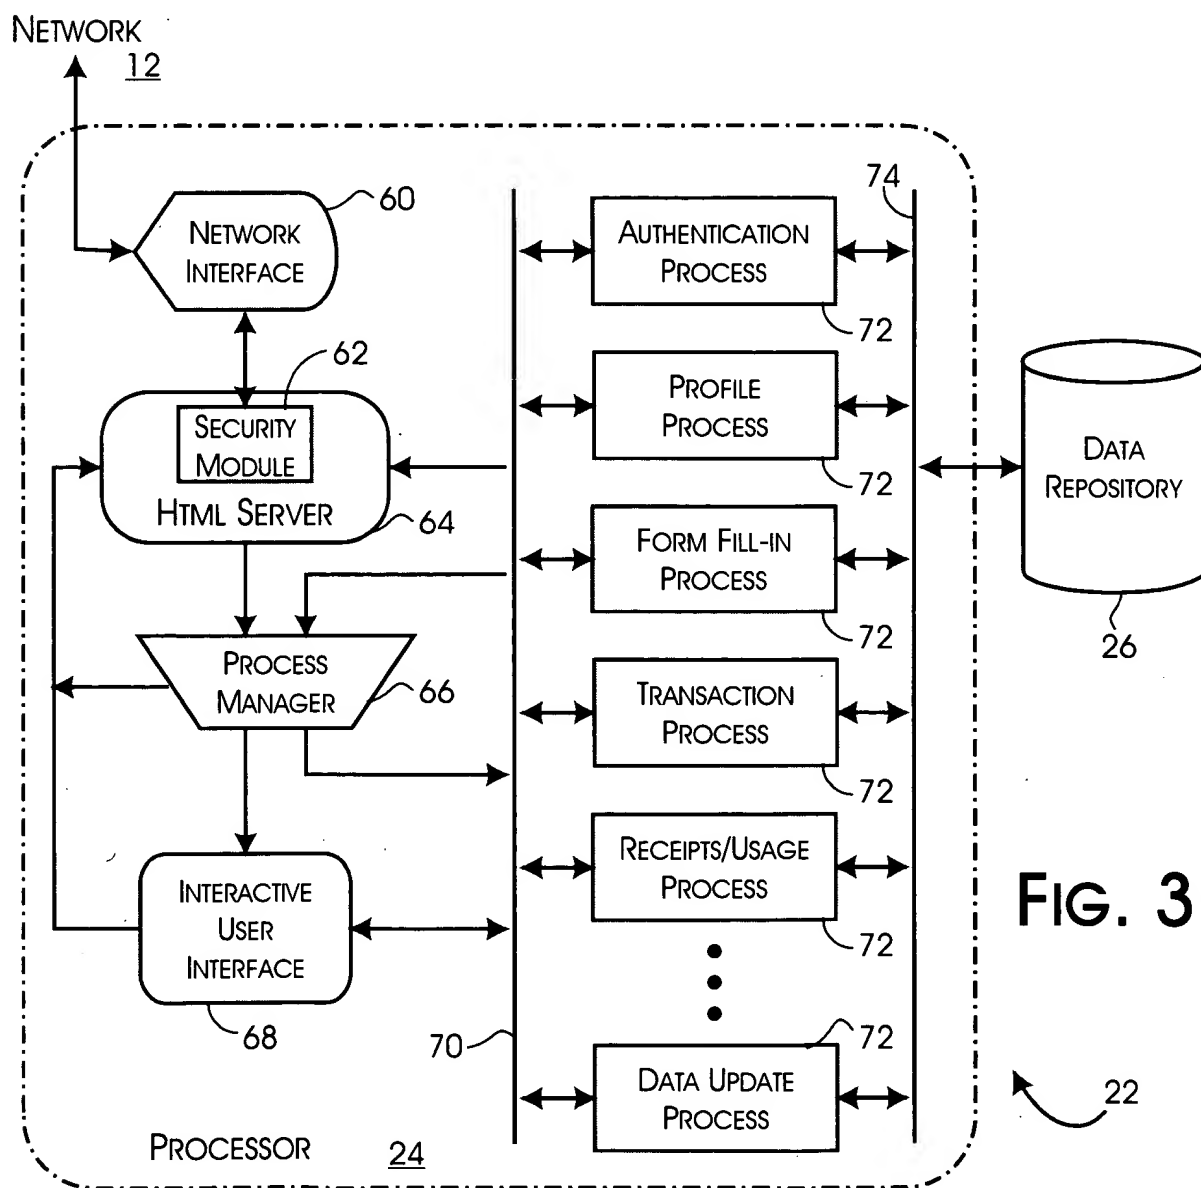 NETWORK
12
60
NETWORK
INTERFACE
62
SECURITY
MODULE
HTML SERVER
64
PROCESS
MANAGER
66
INTERACTIVE
USER
INTERFACE
68
70
74
AUTHENTICATION
PROCESS
72
PROFILE
PROCESS
72
FORM FILL-IN
PROCESS
72
TRANSACTION
PROCESS
72
RECEIPTS/USAGE
PROCESS
72
72
DATA UPDATE
PROCESS
DATA
REPOSITORY
26
FIG. 3
22
PROCESSOR
24